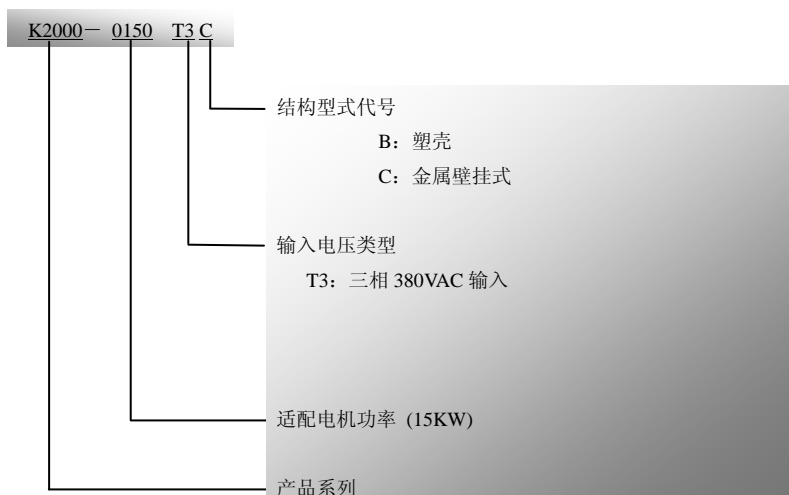 K2000－ 0150 T3 C
结构型式代号
B：塑壳
C：金属壁挂式
输入电压类型
T3：三相 380VAC 输入
适配电机功率 (15KW)
产品系列